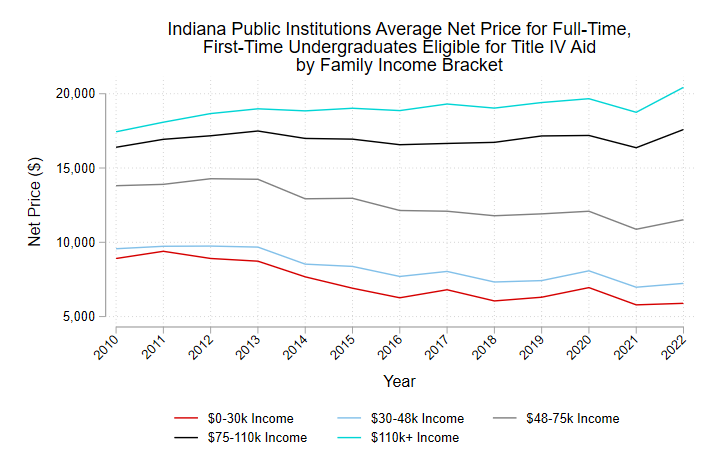 Indiana Public Institutions Average Net Price for Full-Time,
First-Time Undergraduates Eligible for Title IV Aid
by Family Income Bracket
Net Price ($)
20,000
15,000
10,000
5,000
2010 2011 2012 2013 2014 2015 2016 2017 2018 2019 2020 2021 2022
Year
$0-30k Income $30-48k Income $48-75k Income
$75-110k Income $110k+ Income